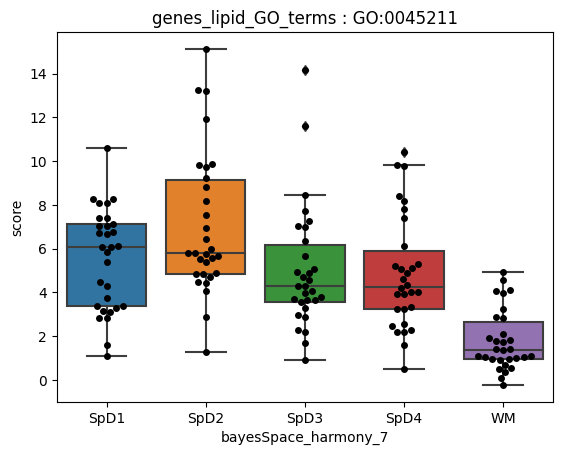 genes_lipid_GO_terms : GO:0045211
14
12
10
8
6
4
2
0
score
SpD1 SpD2 SpD3 SpD4 WM
bayesSpace_harmony_7